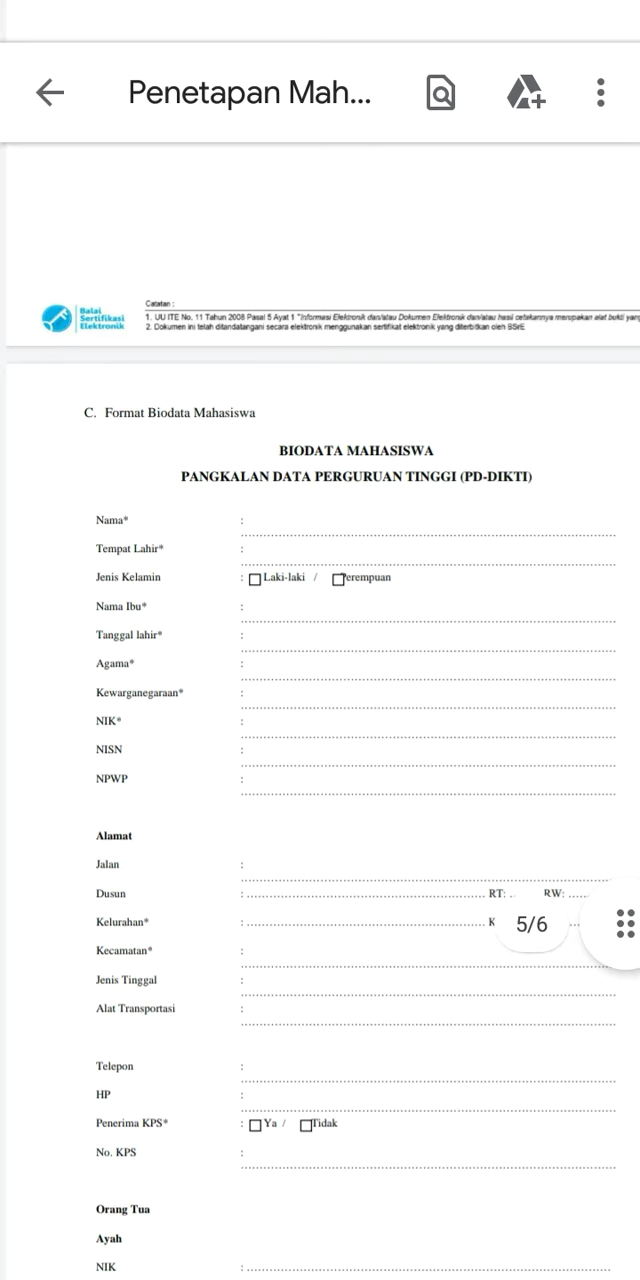 Penetapan Mah...
Balai
Sertifikasi
Elektronik
Catatan :
1. UU ITE No. 11 Tahun 2008 Pasal 5 Ayat 1 "Informasi Elektronik dan/atau Dokumen Elektronik dan/atau hasil cetakannya merupakan alat bukti yang
2. Dokumen ini telah ditandatangani secara elektronik menggunakan sertifikat elektronik yang diterbitkan oleh BSrE
C. Format Biodata Mahasiswa
BIODATA MAHASISWA
PANGKALAN DATA PERGURUAN TINGGI (PD-DIKTI)
Nama* :
Tempat Lahir* :
Jenis Kelamin : Laki-laki / Perempuan
Nama Ibu* :
Tanggal lahir* :
Agama* :
Kewarganegaraan* :
NIK* :
NISN :
NPWP :
Alamat
Jalan :
Dusun : RT: RW:
Kelurahan* : K
5/6
Kecamatan* :
Jenis Tinggal :
Alat Transportasi :
Telepon :
HP :
Penerima KPS* : Ya / Tidak
No. KPS :
Orang Tua
Ayah
NIK :